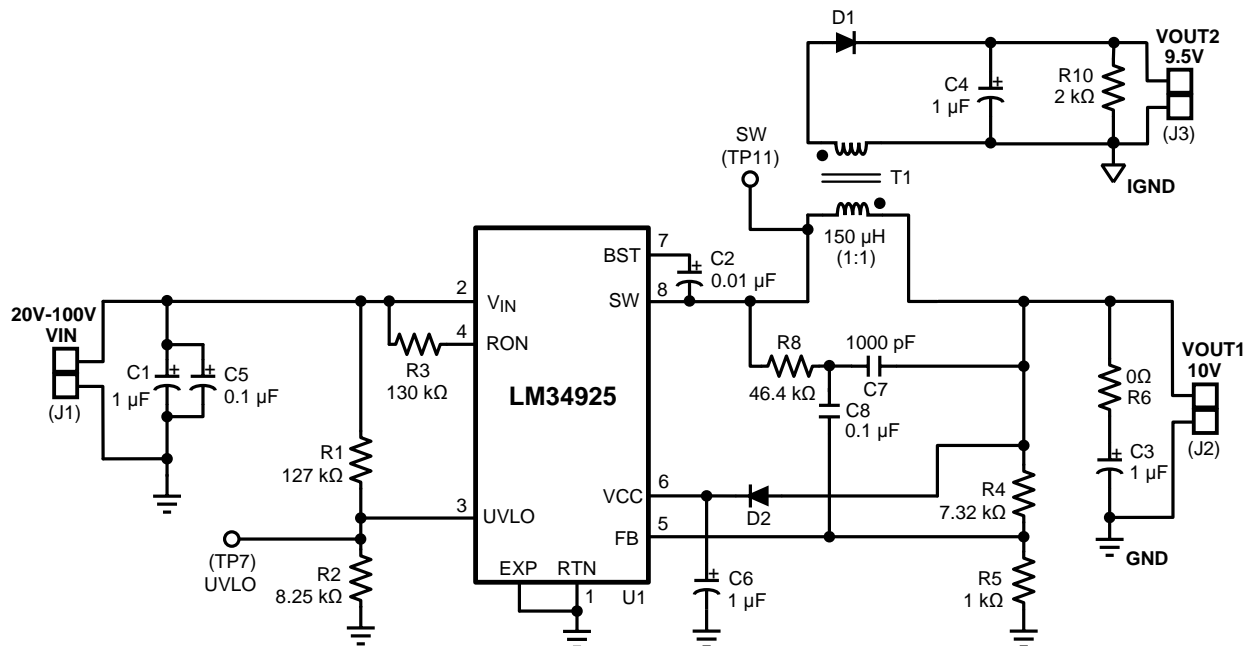 D1
VOUT2
9.5V
C4
+
1 µF
R10
2 kΩ
(J3)
IGND
SW
(TP11)
T1
150 µH
(1:1)
7
BST
C2
+
0.01 µF
8
SW
2
VIN
4
RON
R3
130 kΩ
20V-100V
VIN
(J1)
C1
+
1 µF
C5
+
0.1 µF
LM34925
R8
46.4 kΩ
1000 pF
C7
C8
0.1 µF
VOUT1
10V
0Ω
R6
(J2)
C3
+
1 µF
GND
R1
127 kΩ
6
VCC
D2
R4
7.32 kΩ
3
UVLO
5
FB
(TP7)
UVLO
R2
8.25 kΩ
EXP
RTN
1
U1
C6
+
1 µF
R5
1 kΩ